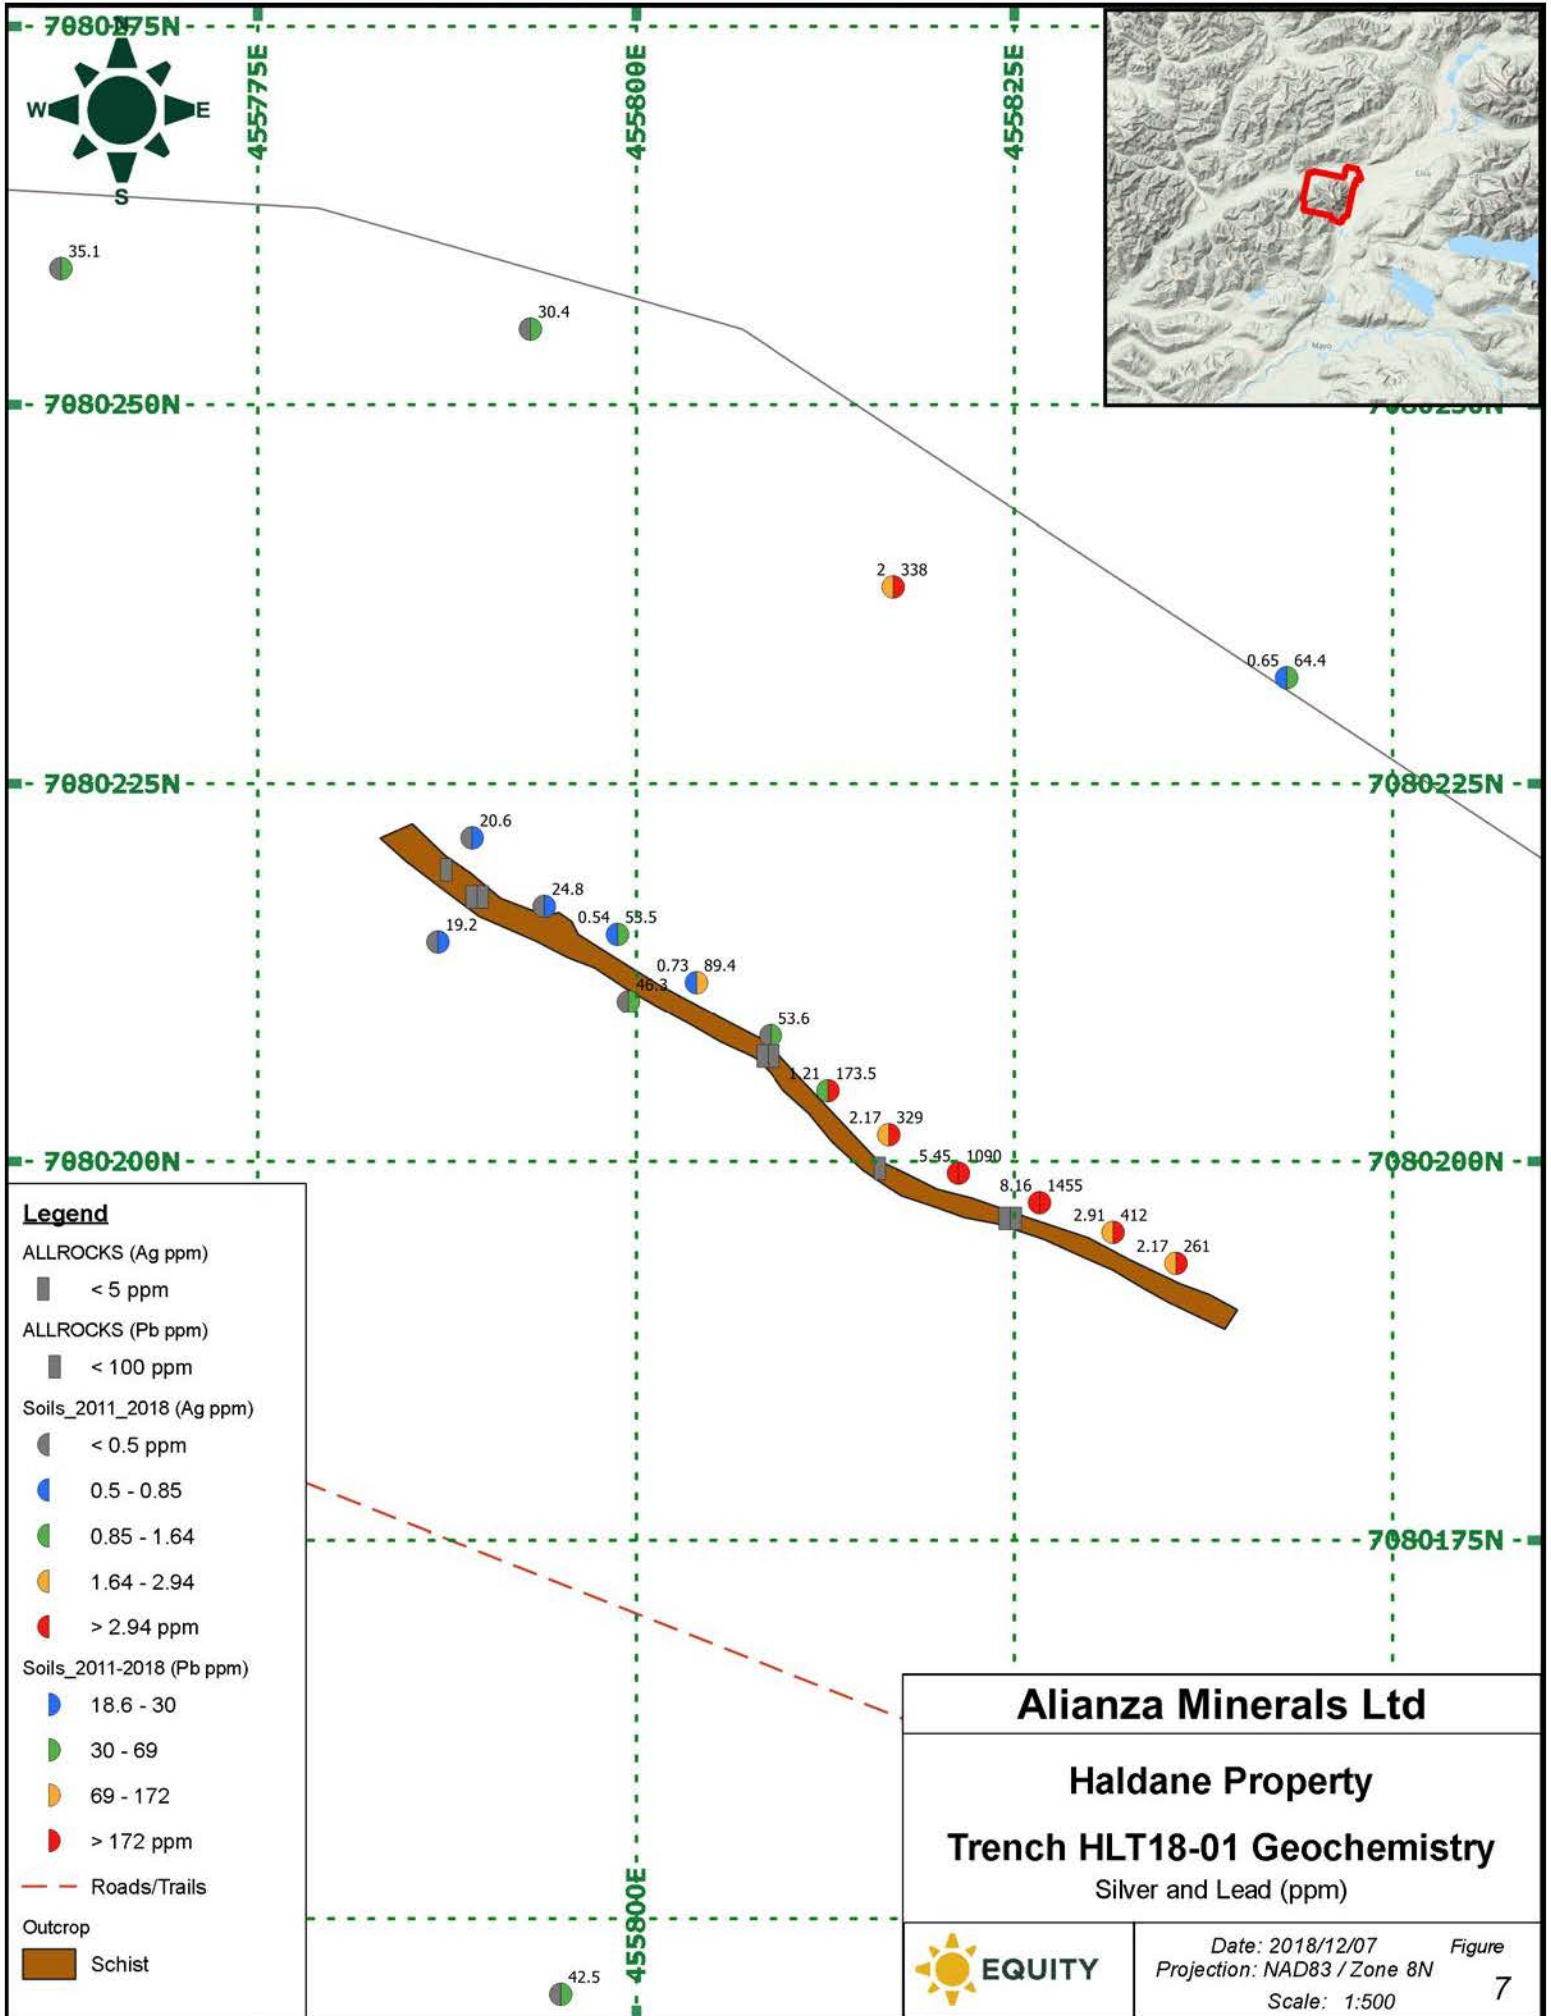 7080275N
N
W
E
S
455775E
455800E
455825E
Mayo
35.1
30.4
7080250N
7080250N
2 338
0.65 64.4
7080225N
7080225N
20.6
24.8
19.2
0.54 53.5
0.73 89.4
46.3
53.6
1.21 173.5
2.17 329
7080200N
7080200N
5.45 1090
8.16 1455
2.91 412
2.17 261
7080175N
455800E
42.5
Legend
ALLROCKS (Ag ppm)
< 5 ppm
ALLROCKS (Pb ppm)
< 100 ppm
Soils_2011_2018 (Ag ppm)
< 0.5 ppm
0.5 - 0.85
0.85 - 1.64
1.64 - 2.94
> 2.94 ppm
Soils_2011-2018 (Pb ppm)
18.6 - 30
30 - 69
69 - 172
> 172 ppm
Roads/Trails
Outcrop
Schist
Alianza Minerals Ltd
Haldane Property
Trench HLT18-01 Geochemistry
Silver and Lead (ppm)
EQUITY
Date: 2018/12/07
Projection: NAD83 / Zone 8N
Scale: 1:500
Figure
7